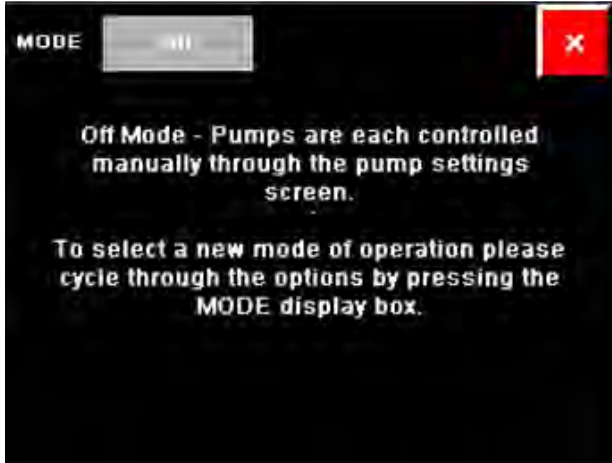 MODE
Off Mode - Pumps are each controlled
manually through the pump settings
screen.
To select a new mode of operation please
cycle through the options by pressing the
MODE display box.